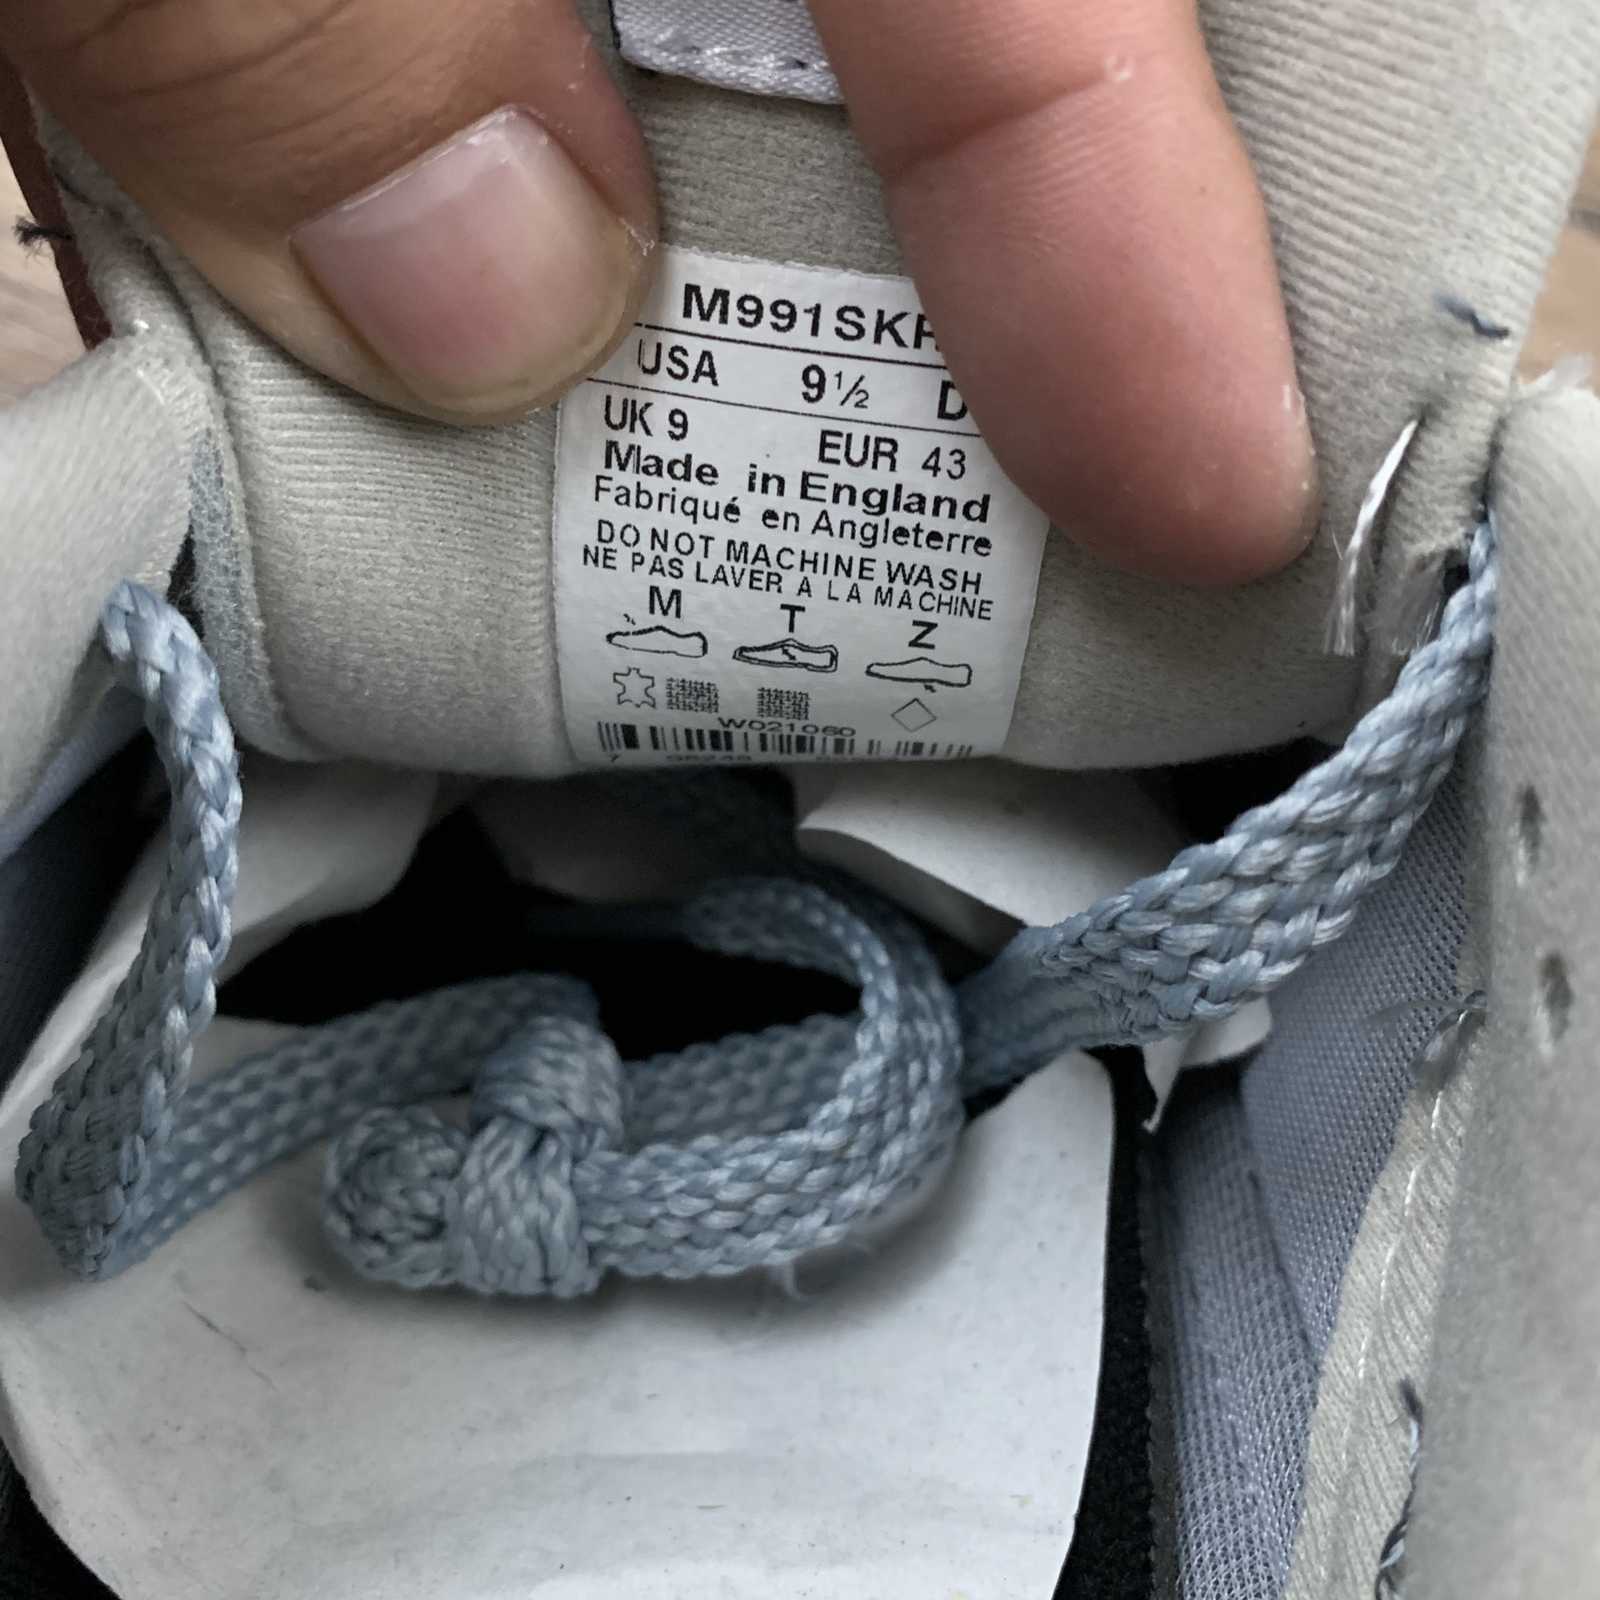 M991SK
USA 9½ D
UK 9 EUR 43
Made in England
Fabriqué en Angleterre
DO NOT MACHINE WASH
NE PAS LAVER A LA MACHINE
M T Z
W021060
7